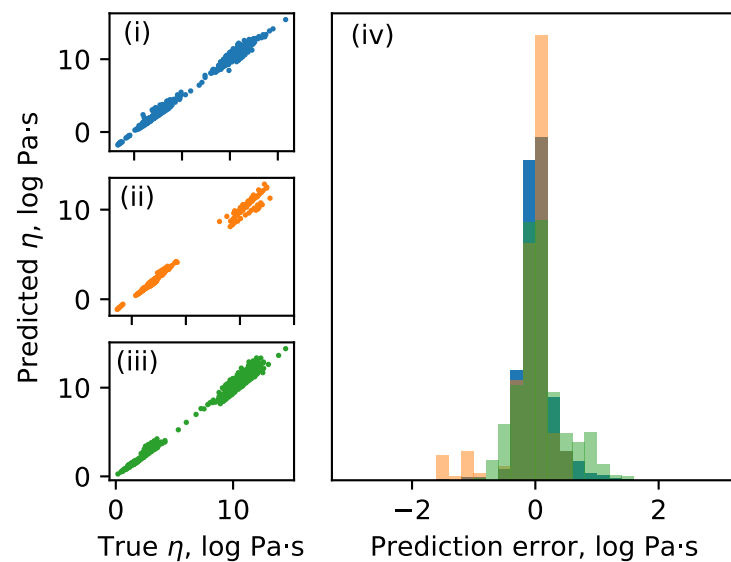 (i)
10
0
(ii)
10
0
(iii)
10
0
0 10
Predicted η, log Pa·s
True η, log Pa·s
(iv)
−2 0 2
Prediction error, log Pa·s